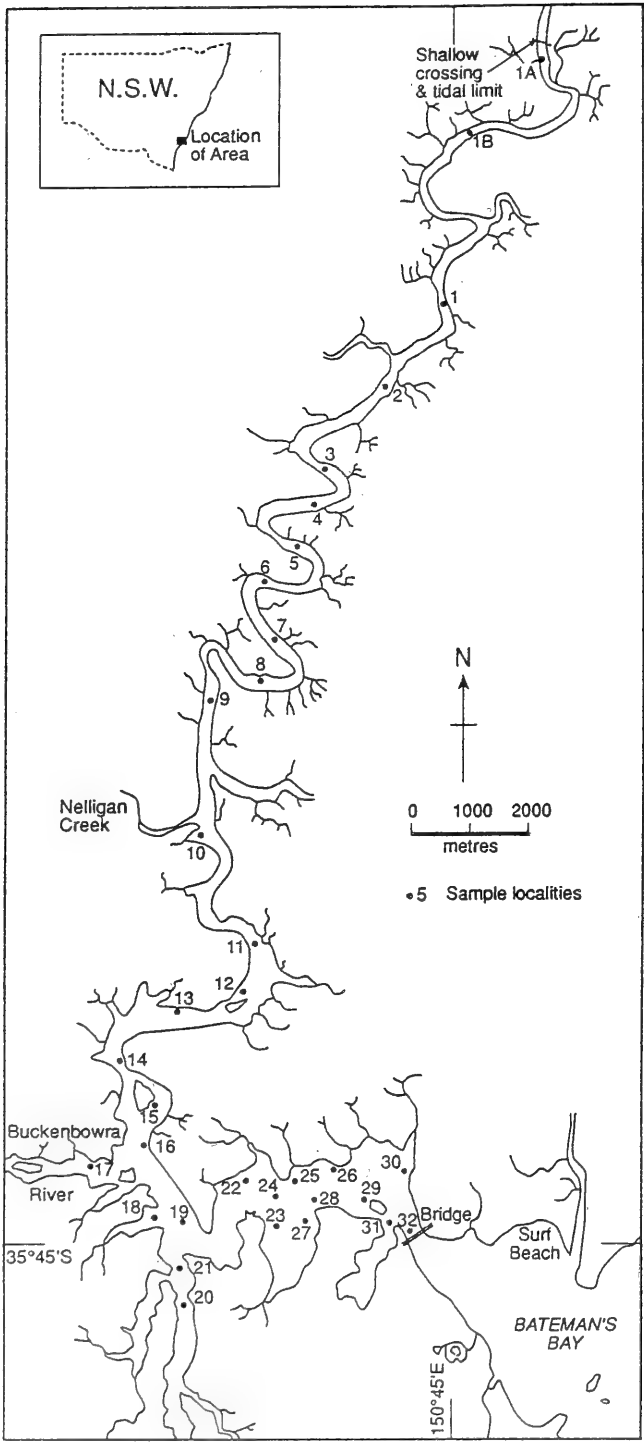 N.S.W.
Location
of Area
Shallow
crossing
& tidal limit
1A
1B
1
2
3
4
5
6
7
8
9
N
Nelligan
Creek
10
0 1000 2000
metres
•5 Sample localities
11
12
13
14
15
Buckenbowra
16
17
River
18
19
22
24
25
26
30
29
28
23
27
31
32
Bridge
Surf
Beach
35°45'S
21
20
BATEMAN'S
BAY
150°45'E